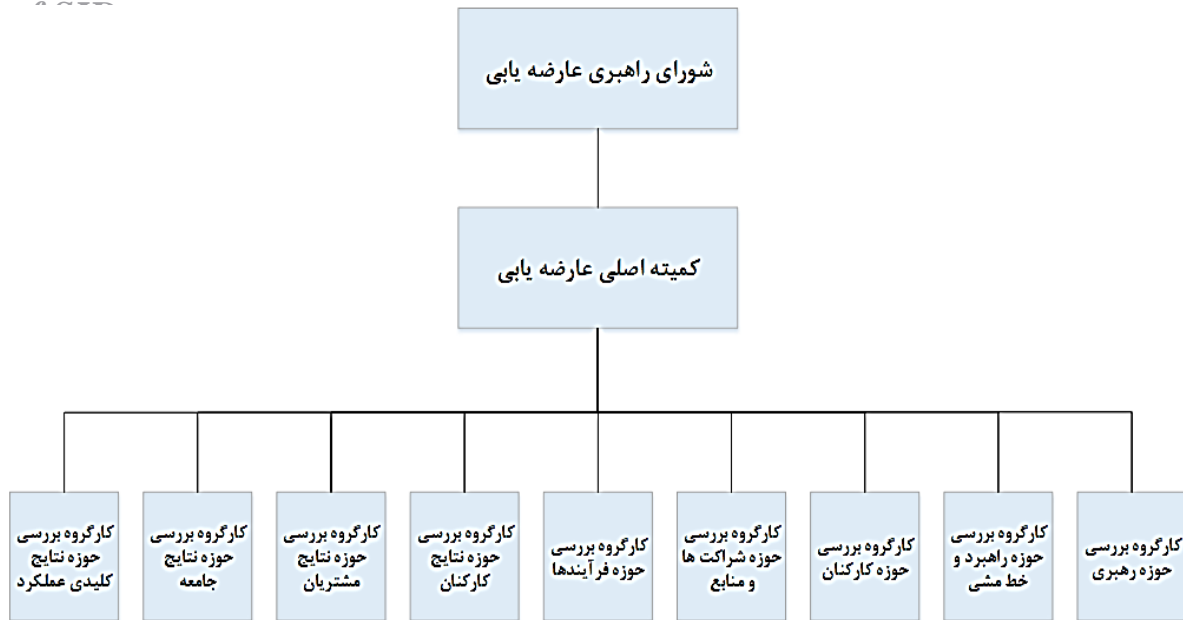 of SID
شورای راهبری عارضه یابی
کمیته اصلی عارضه یابی
کارگروه بررسی
حوزه رهبری
کارگروه بررسی
حوزه راهبرد و
خط مشی
کارگروه بررسی
حوزه کارکنان
کارگروه بررسی
حوزه شراکت ها
و منابع
کارگروه بررسی
حوزه فرآیندها
کارگروه بررسی
حوزه نتایج
کارکنان
کارگروه بررسی
حوزه نتایج
مشتریان
کارگروه بررسی
حوزه نتایج
جامعه
کارگروه بررسی
حوزه نتایج
کلیدی عملکرد